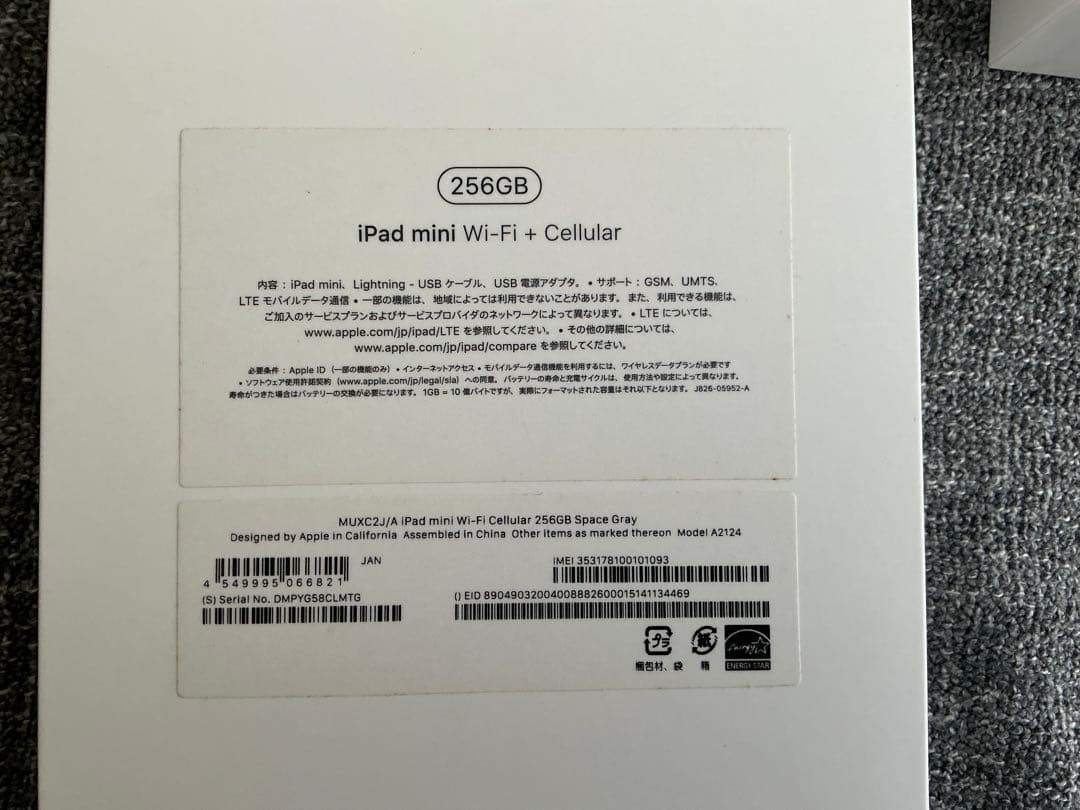 256GB
iPad mini Wi-Fi + Cellular
内容：iPad mini、Lightning - USB ケーブル、USB 電源アダプタ。• サポート：GSM、UMTS、
LTE モバイルデータ通信 • 一部の機能は、地域によっては利用できないことがあります。また、利用できる機能は、
ご加入のサービスプランおよびサービスプロバイダのネットワークによって異なります。• LTE については、
www.apple.com/jp/ipad/LTE を参照してください。• その他の詳細については、
www.apple.com/jp/ipad/compare を参照してください。
必要条件：Apple ID（一部の機能のみ）• インターネットアクセス • モバイルデータ通信機能を利用するには、ワイヤレスデータプランが必要です
• ソフトウェア使用許諾契約（www.apple.com/jp/legal/sla）への同意。バッテリーの寿命と充電サイクルは、使用方法や設定によって異なります。
寿命がつきた場合はバッテリーの交換が必要になります。1GB = 10 億バイトですが、実際にフォーマットされた容量はそれ以下となります。J826-05952-A
MUXC2J/A iPad mini Wi-Fi Cellular 256GB Space Gray
Designed by Apple in California Assembled in China Other items as marked thereon Model A2124
JAN
4 549995 066821
IMEI 353178100101093
(S) Serial No. DMPYG58CLMTG
() EID 89049032004008882600015141134469
プラ
紙
energy
梱包材、袋
箱
ENERGY STAR